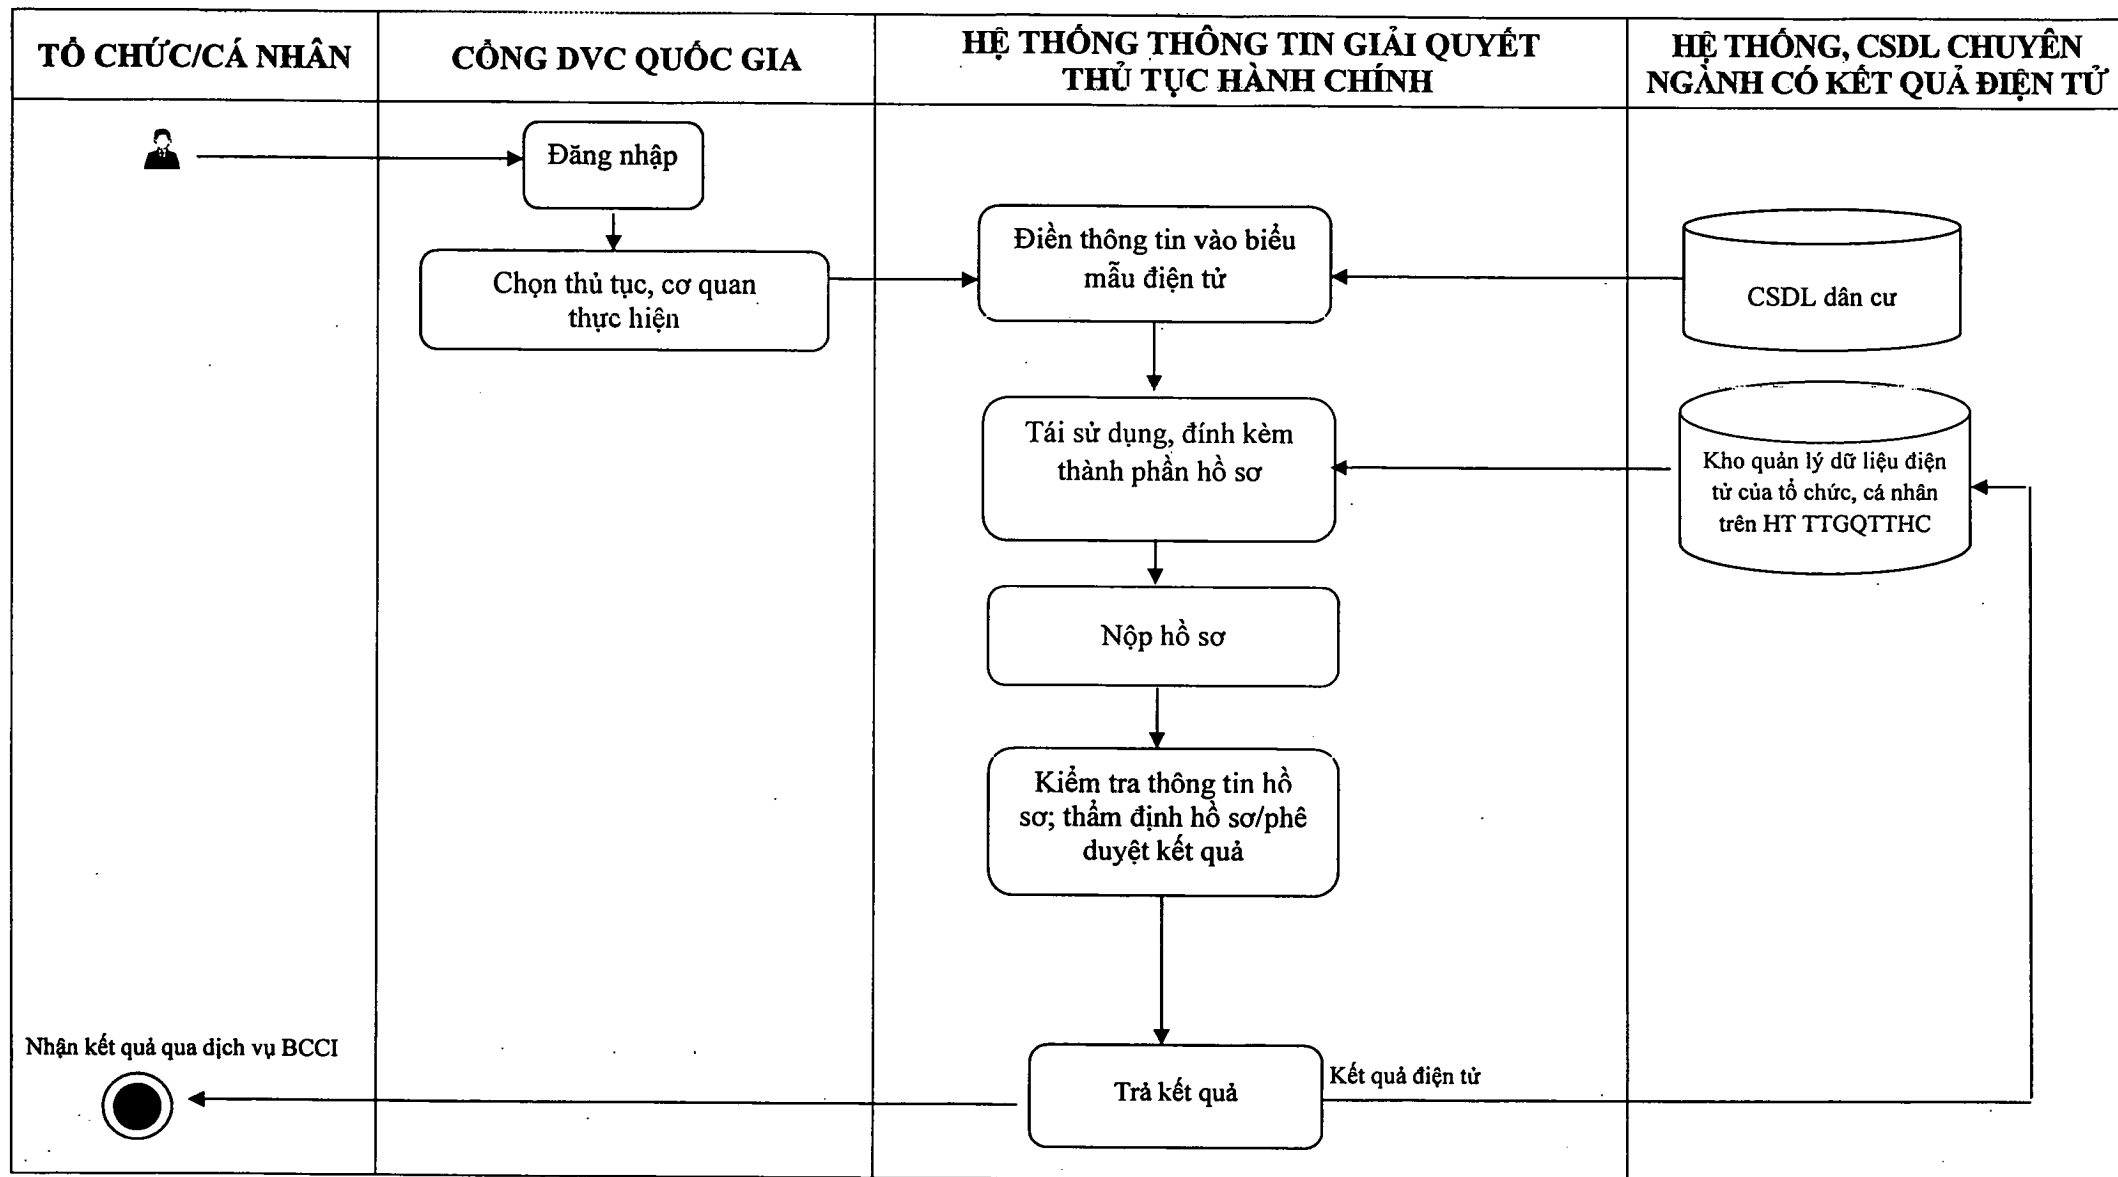 TỔ CHỨC/CÁ NHÂN
CỔNG DVC QUỐC GIA
HỆ THỐNG THÔNG TIN GIẢI QUYẾT
THỦ TỤC HÀNH CHÍNH
HỆ THỐNG, CSDL CHUYÊN
NGÀNH CÓ KẾT QUẢ ĐIỆN TỬ
Đăng nhập
Chọn thủ tục, cơ quan
thực hiện
Điền thông tin vào biểu
mẫu điện tử
CSDL dân cư
Tái sử dụng, đính kèm
thành phần hồ sơ
Kho quản lý dữ liệu điện
tử của tổ chức, cá nhân
trên HT TTGQTTHC
Nộp hồ sơ
Kiểm tra thông tin hồ
sơ; thẩm định hồ sơ/phê
duyệt kết quả
Nhận kết quả qua dịch vụ BCCI
Trả kết quả
Kết quả điện tử